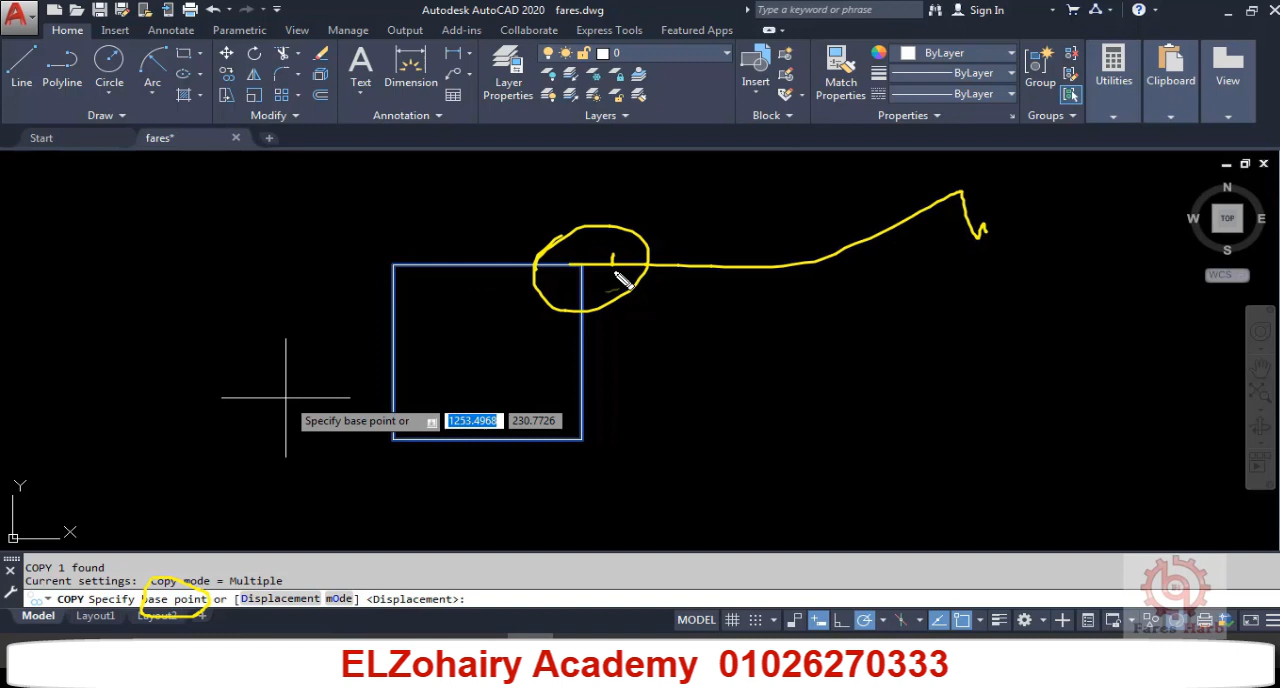 Autodesk AutoCAD 2020 fares.dwg
Type a keyword or phrase
Sign In
Home Insert Annotate Parametric View Manage Output Add-ins Collaborate Express Tools Featured Apps
0
ByLayer
Line Polyline Circle Arc
Text Dimension
Layer
Properties
Insert
Match
Properties
ByLayer
ByLayer
Group
Utilities
Clipboard
View
Draw
Modify
Annotation
Layers
Block
Properties
Groups
Start
fares*
N
W TOP E
S
WCS
Specify base point or 1253.4968 230.7726
Y
X
COPY 1 found
Current settings: Copy mode = Multiple
COPY Specify base point or [Displacement mOde] <Displacement>:
Model Layout1 Layout2 +
MODEL
Fares Harb
ELZohairy Academy 01026270333